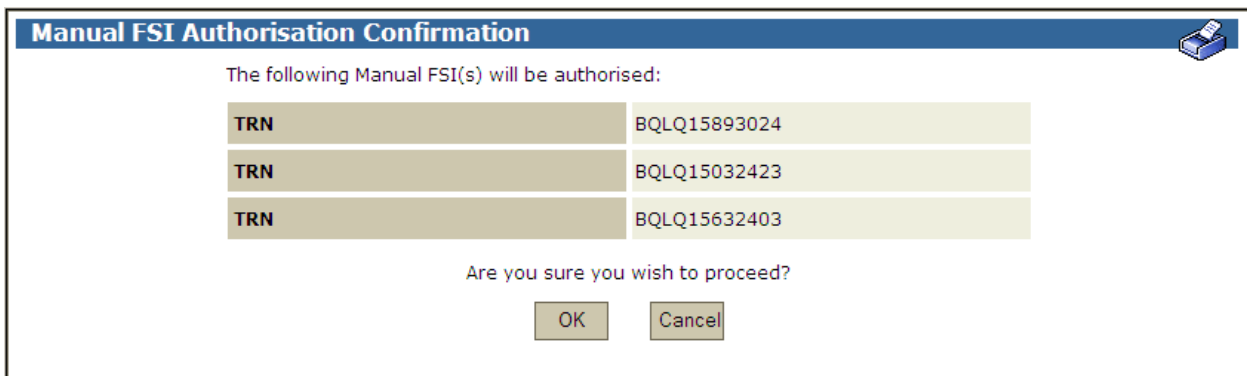 Manual FSI Authorisation Confirmation
The following Manual FSI(s) will be authorised:
TRN BQLQ15893024
TRN BQLQ15032423
TRN BQLQ15632403
Are you sure you wish to proceed?
OK Cancel